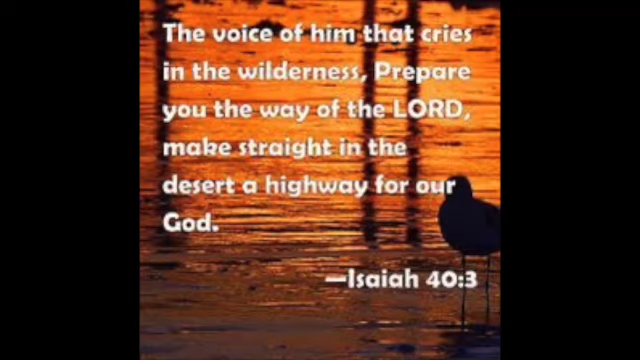 The voice of him that cries
in the wilderness, Prepare
you the way of the LORD,
make straight in the
desert a highway for our
God.
—Isaiah 40:3